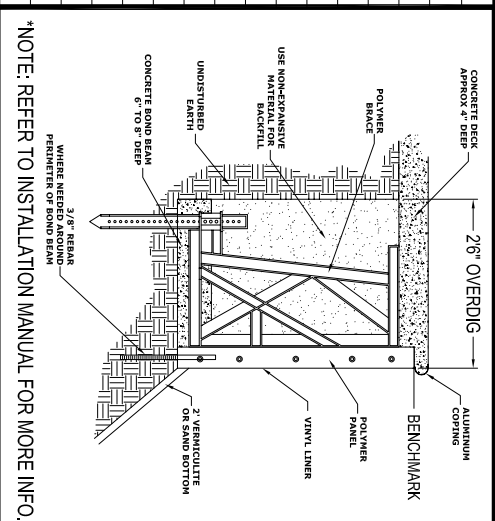 CONCRETE DECK
APPROX 4" DEEP
2'6" OVERDIG
ALUMINUM
COPING
BENCHMARK
POLYMER
BRACE
USE NON-EXPANSIVE
MATERIAL FOR
BACKFILL
POLYMER
PANEL
VINYL LINER
UNDISTURBED
EARTH
CONCRETE BOND BEAM
6" TO 8" DEEP
2' VERMICULITE
OR SAND BOTTOM
3/8" REBAR
WHERE NEEDED AROUND
PERIMETER OF BOND BEAM
*NOTE: REFER TO INSTALLATION MANUAL FOR MORE INFO.